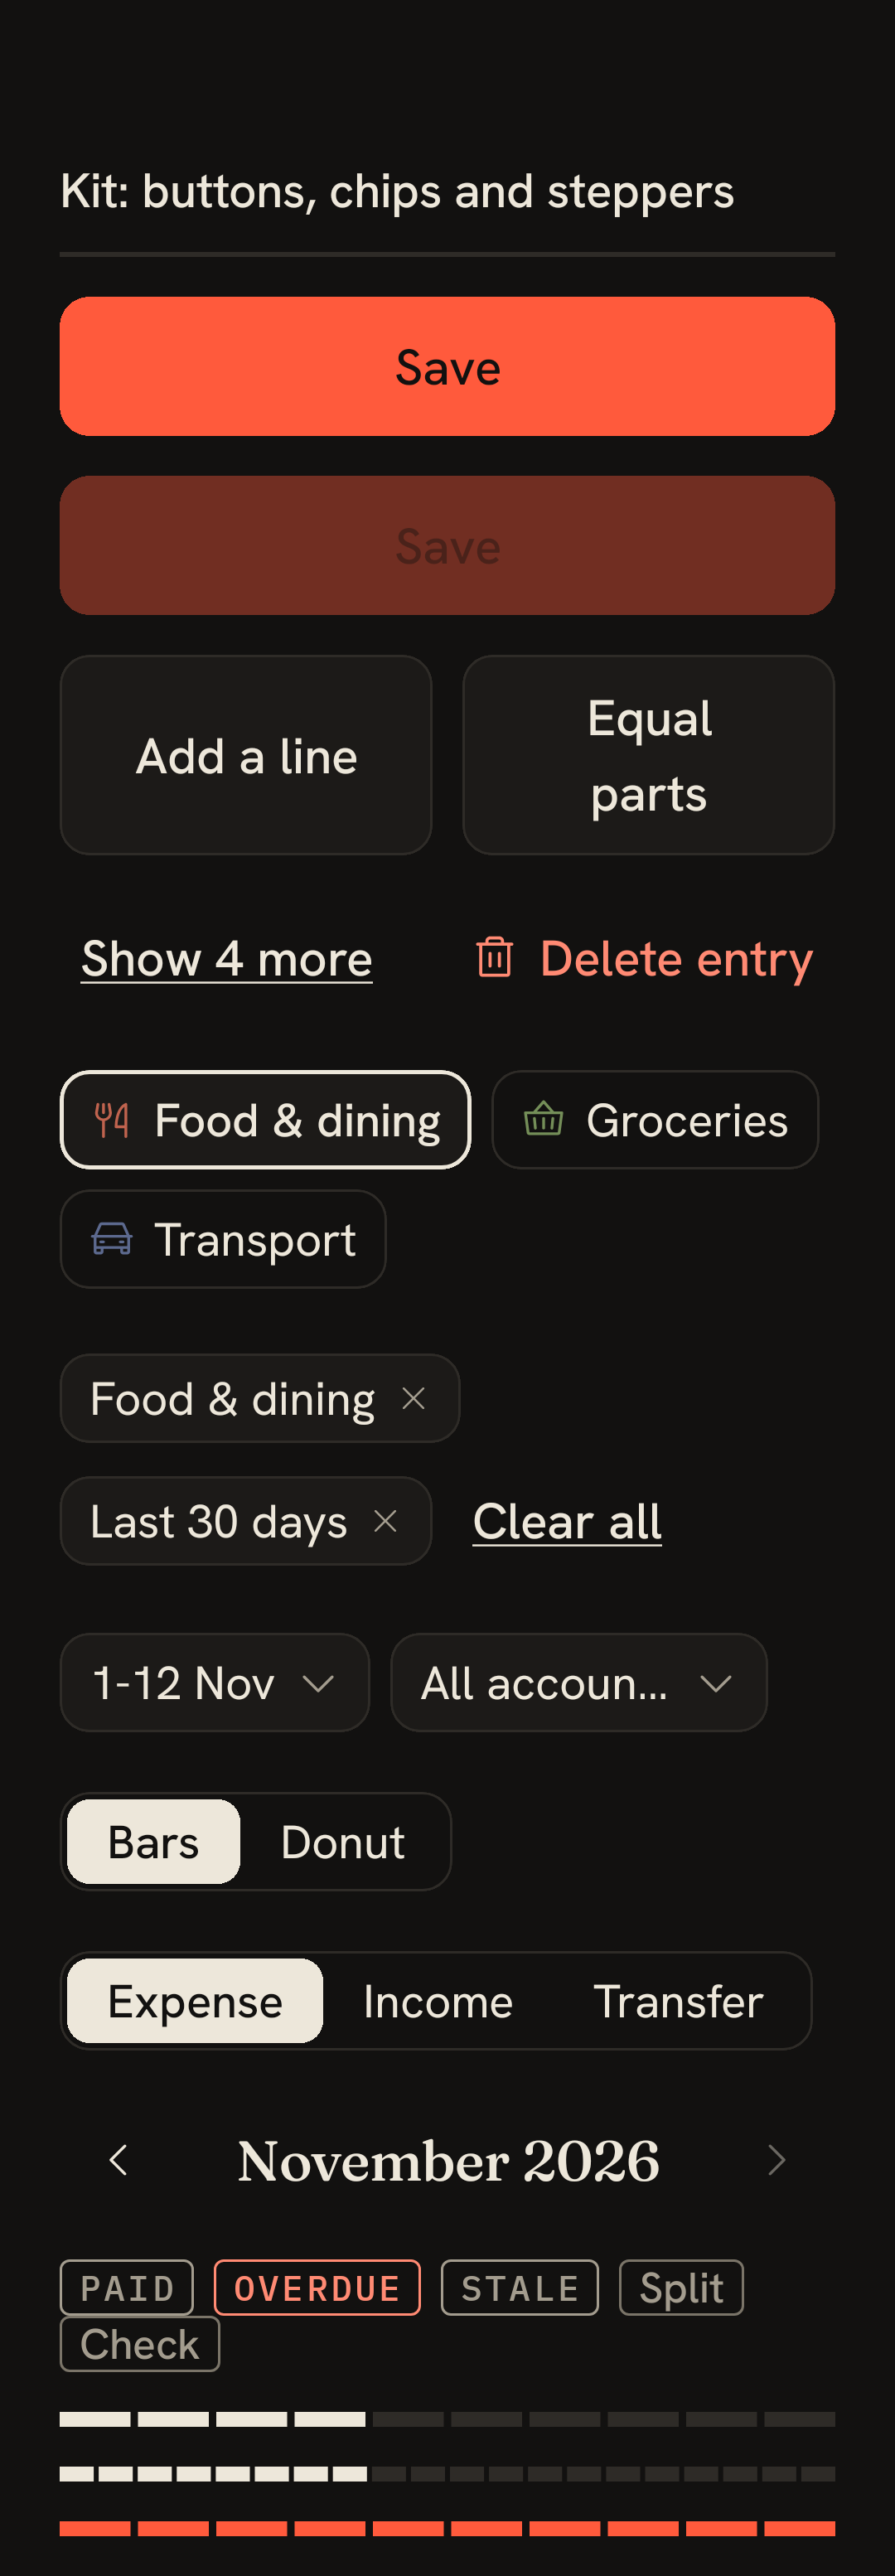 Kit: buttons, chips and steppers
Save
Save
Add a line
Equal
parts
Show 4 more
Delete entry
Food & dining
Groceries
Transport
Food & dining
Last 30 days
Clear all
1-12 Nov
All accoun...
Bars
Donut
Expense
Income
Transfer
November 2026
PAID
OVERDUE
STALE
Split
Check